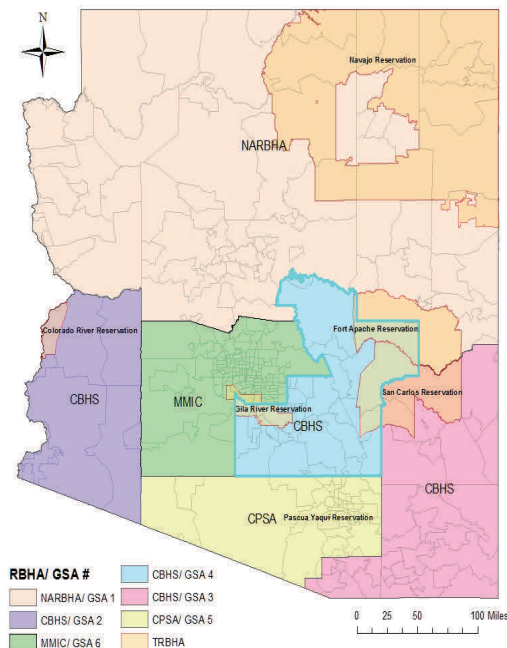 N
Navajo Reservation
NARBHA
Colorado River Reservation
Fort Apache Reservation
CBHS
MMIC
San Carlos Reservation
Gila River Reservation
CBHS
CBHS
CPSA
Pascua Yaqui Reservation
RBHA/ GSA #
NARBHA/ GSA 1
CBHS/ GSA 2
MMIC/ GSA 6
CBHS/ GSA 4
CBHS/ GSA 3
CPSA/ GSA 5
TRBHA
0 25 50 100 Miles